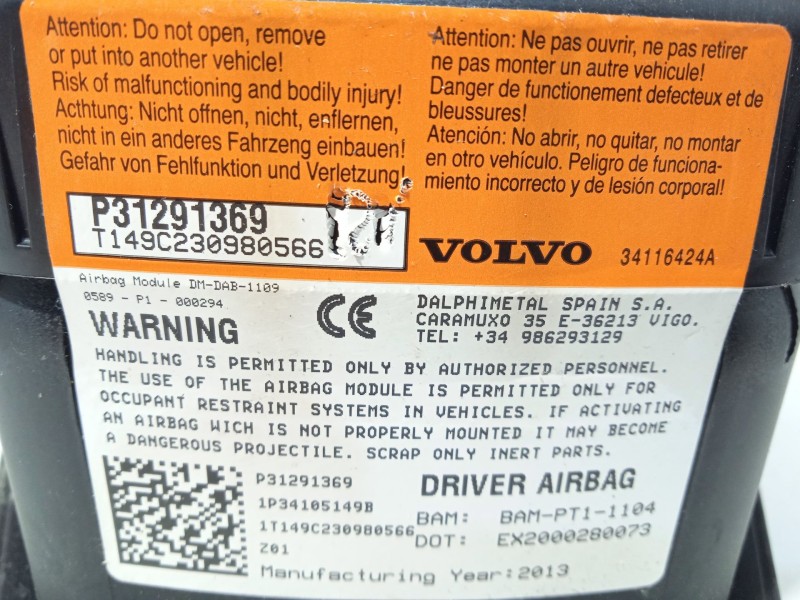 Attention: Do not open, remove
or put into another vehicle!
Risk of malfunctioning and bodily injury!
Acthtung: Nicht offnen, nicht, enflernen,
nicht in ein anderes Fahrzeng einbauen!
Gefahr von Fehlfunktion und Verletzung!
Attention: Ne pas ouvrir, ne pas retirer
ne pas monter un autre vehicule!
Danger de functionement defecteux et de
bleussures!
Atención: No abrir, no quitar, no montar
en otro vehículo. Peligro de funciona-
miento incorrecto y de lesión corporal!
P31291369
T149C230980566
VOLVO
34116424A
Airbag Module DM-DAB-1109
0589 - P1 - 000294
CE
DALPHIMETAL SPAIN S.A.
CARAMUXO 35 E-36213 VIGO.
TEL: +34 986293129
WARNING
HANDLING IS PERMITTED ONLY BY AUTHORIZED PERSONNEL.
THE USE OF THE AIRBAG MODULE IS PERMITTED ONLY FOR
OCCUPANT RESTRAINT SYSTEMS IN VEHICLES. IF ACTIVATING
AN AIRBAG WICH IS NOT PROPERLY MOUNTED IT MAY BECOME
A DANGEROUS PROJECTILE. SCRAP ONLY INERT PARTS.
P31291369
1P34105149B
1T149C230980566
Z01
DRIVER AIRBAG
BAM: BAM-PT1-1104
DOT: EX2000280073
Manufacturing Year: 2013